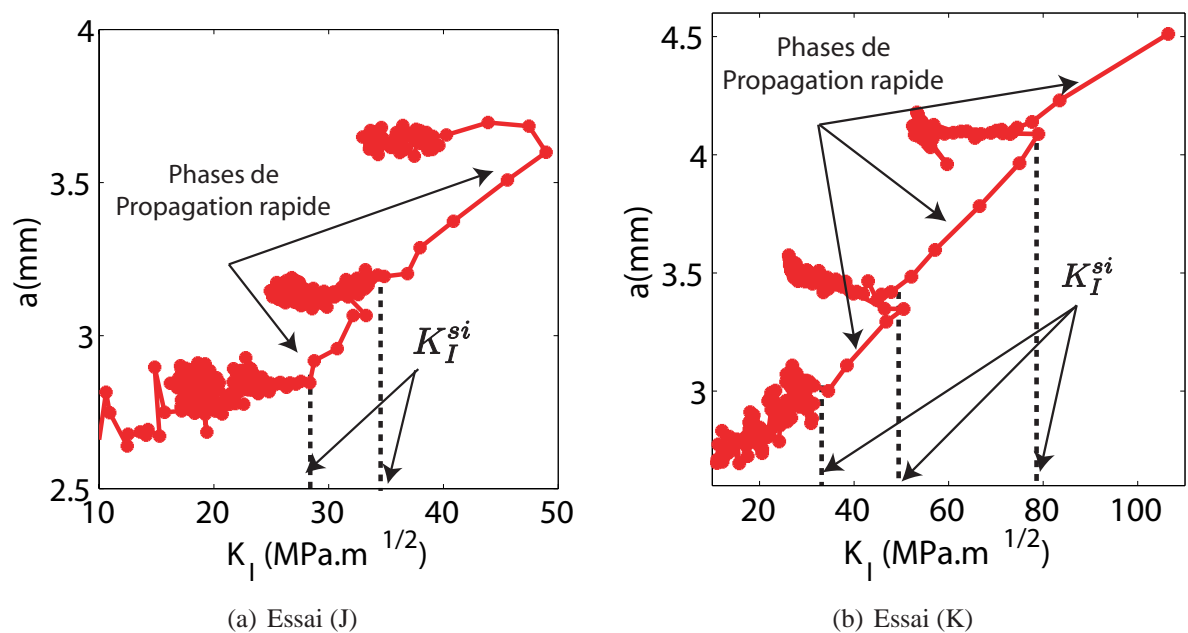 4
3.5
3
2.5
a(mm)
10
20
30
40
50
K_I (MPa.m 1/2)
Phases de
Propagation rapide
K_I^{si}
(a) Essai (J)
4.5
4
3.5
3
a(mm)
20
40
60
80
100
K_I (MPa.m 1/2)
Phases de
Propagation rapide
K_I^{si}
(b) Essai (K)